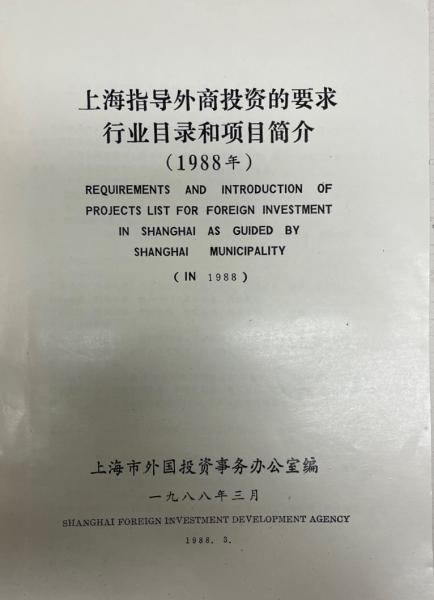 上海指导外商投资的要求
行业目录和项目简介
(1988年)
REQUIREMENTS AND INTRODUCTION OF
PROJECTS LIST FOR FOREIGN INVESTMENT
IN SHANGHAI AS GUIDED BY
SHANGHAI MUNICIPALITY
( IN 1988 )
上海市外国投资事务办公室编
一九八八年三月
SHANGHAI FOREIGN INVESTMENT DEVELOPMENT AGENCY
1988. 3.